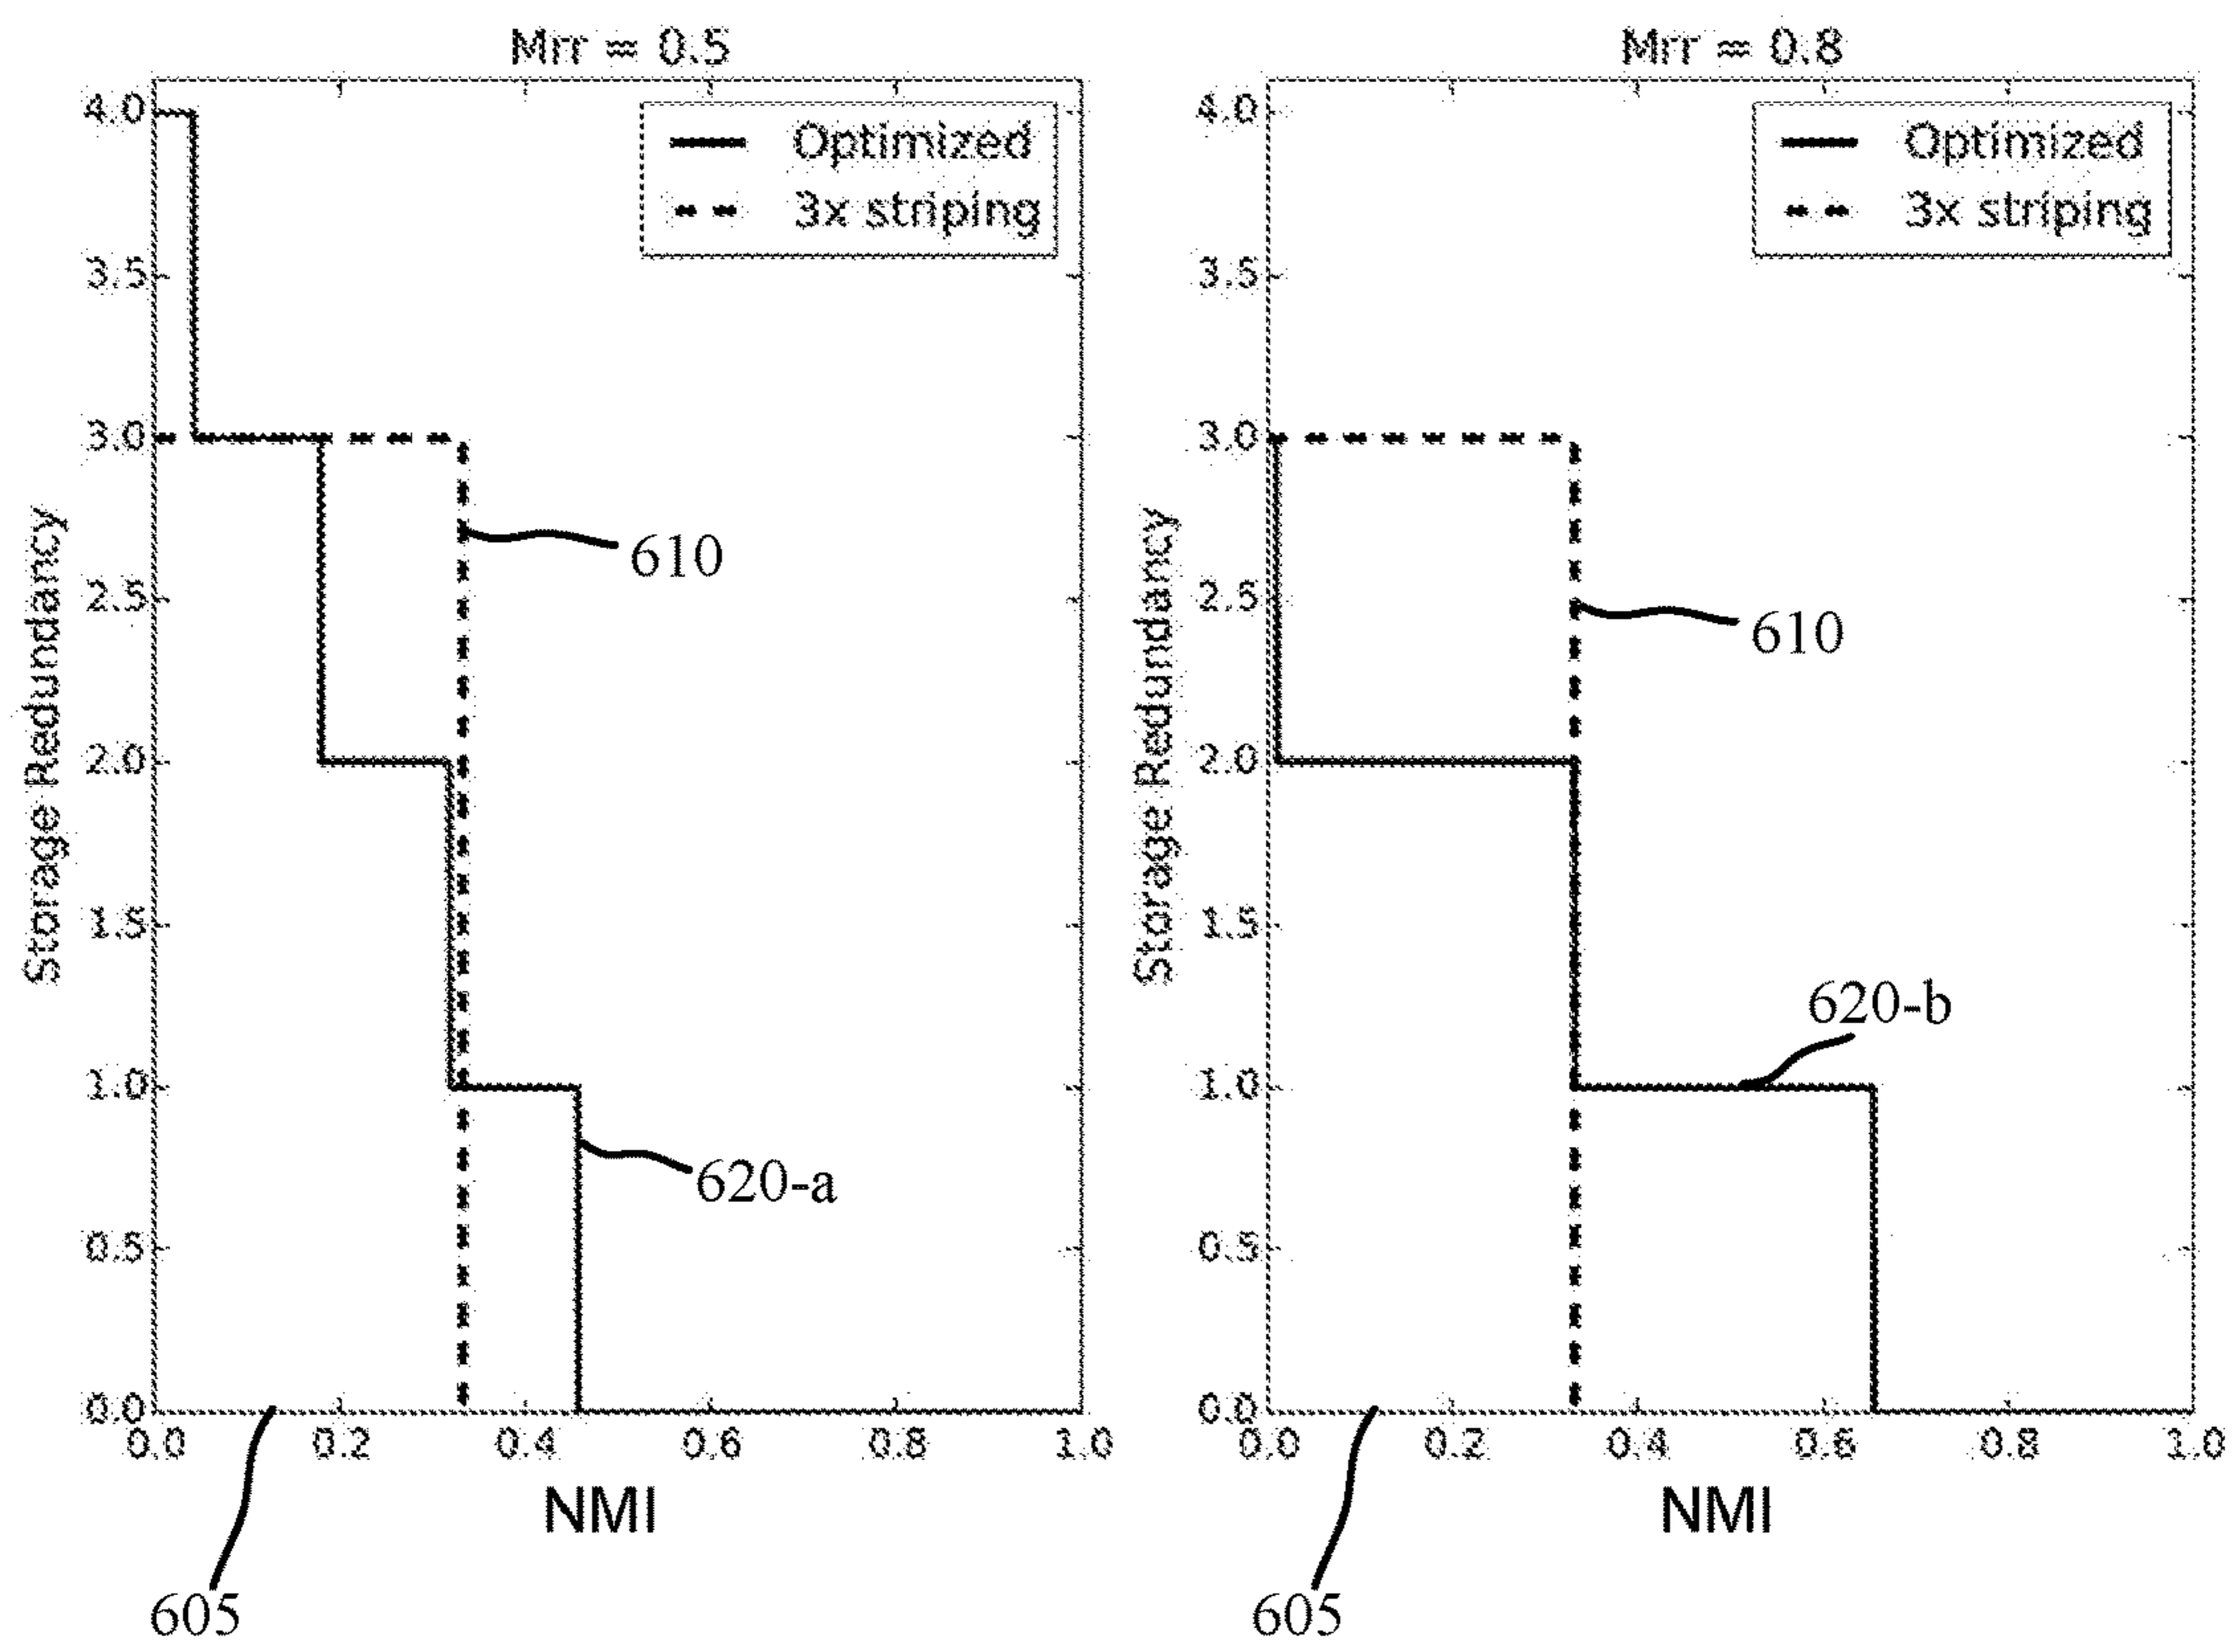 Mrr = 0.5
4.0
3.5
3.0
2.5
2.0
1.5
1.0
0.5
0.0
Storage Redundancy
Optimized
3x striping
610
620-a
0.0 0.2 0.4 0.6 0.8 1.0
NMI
605
Mrr = 0.8
4.0
3.5
3.0
2.5
2.0
1.5
1.0
0.5
0.0
Storage Redundancy
Optimized
3x striping
610
620-b
0.0 0.2 0.4 0.6 0.8 1.0
NMI
605